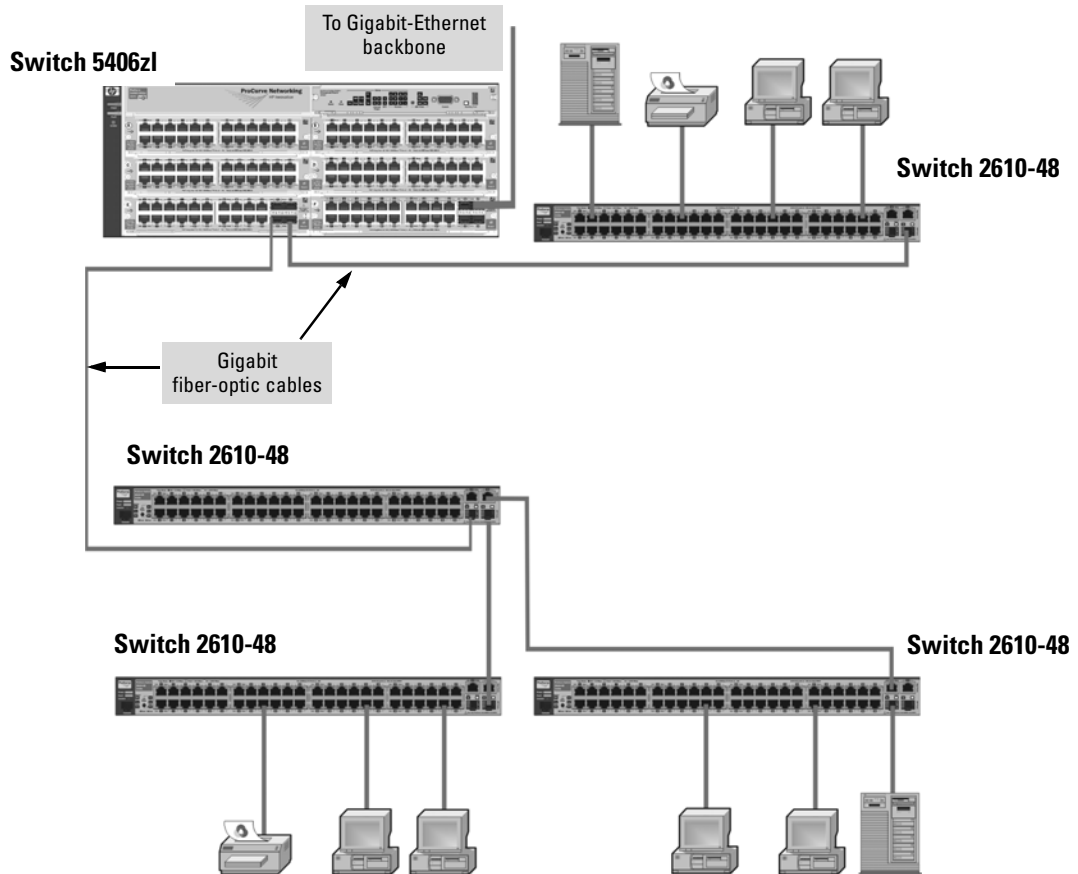 To Gigabit-Ethernet
backbone
Switch 5406zl
ProCurve Networking
Switch 2610-48
Gigabit
fiber-optic cables
Switch 2610-48
Switch 2610-48
Switch 2610-48